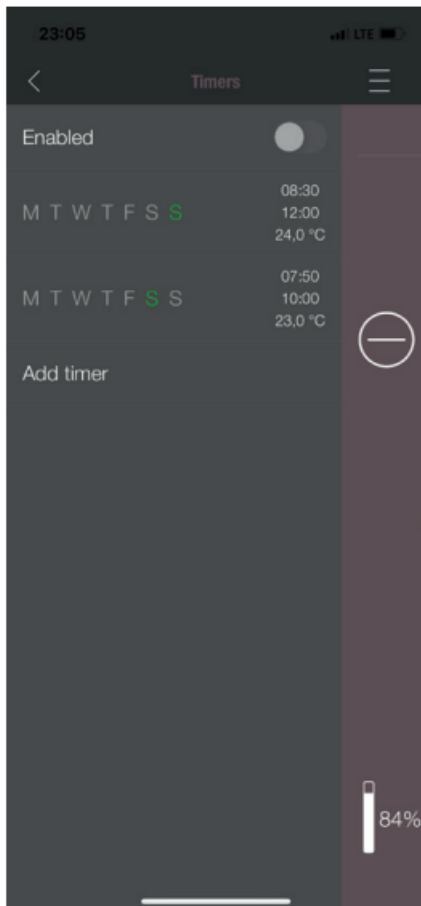 23:05 LTE
Timers
Enabled
M T W T F S S
08:30
12:00
24,0 °C
M T W T F S S
07:50
10:00
23,0 °C
Add timer
84%